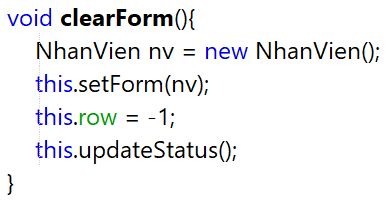 void clearForm(){
    NhanVien nv = new NhanVien();
    this.setForm(nv);
    this.row = -1;
    this.updateStatus();
}